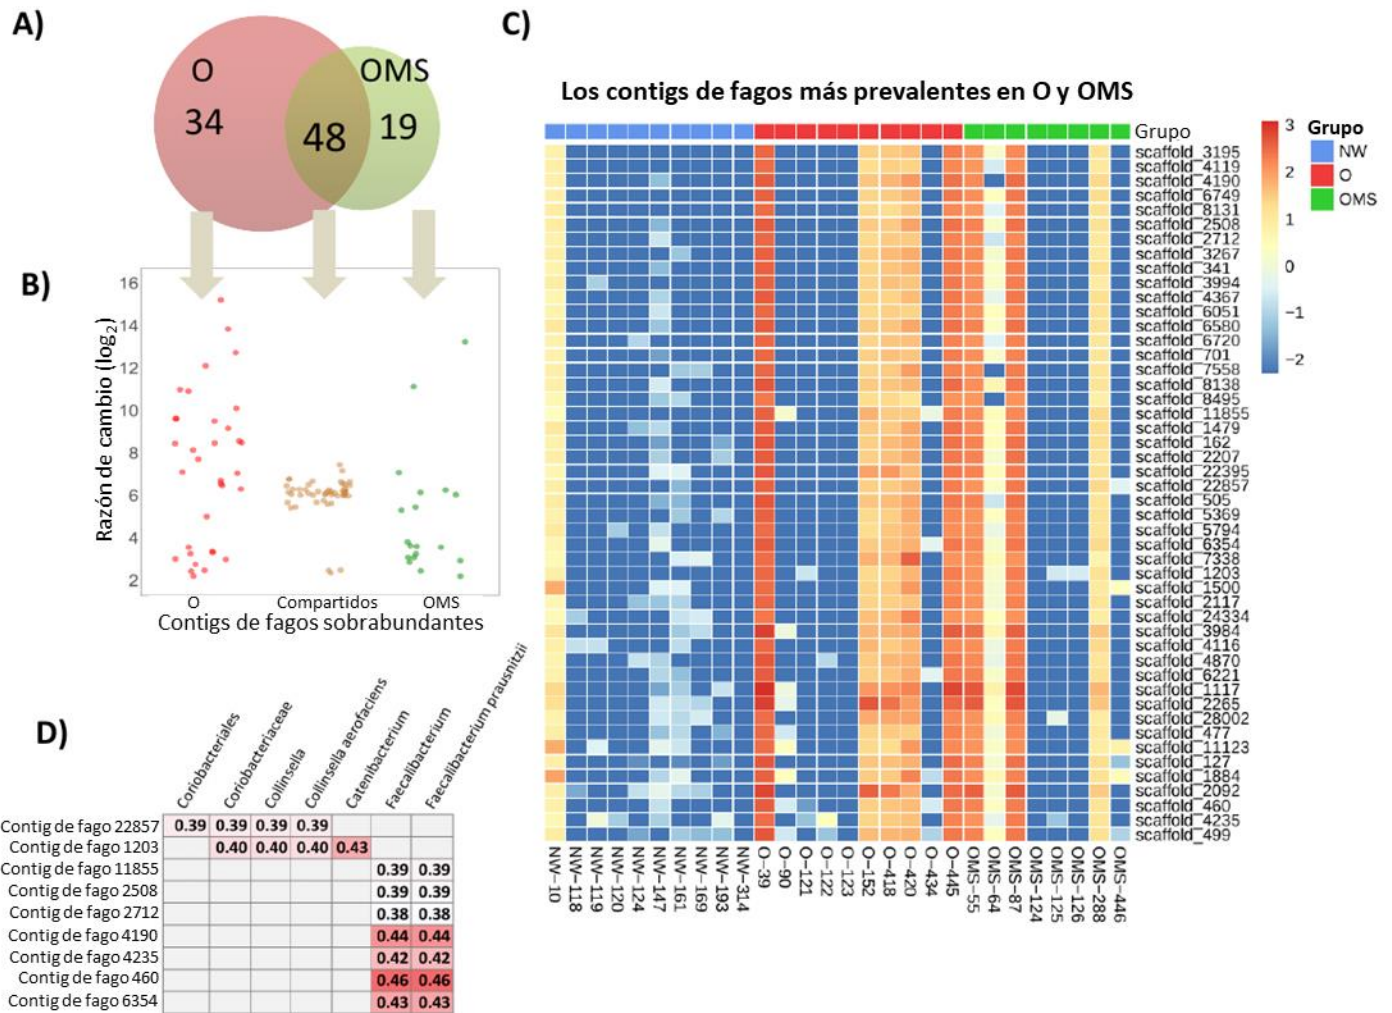 A)
O
OMS
34
48
19
B)
Razón de cambio (log2)
16
14
12
10
8
6
4
2
O
Compartidos
OMS
Contigs de fagos sobrabundantes
C)
Los contigs de fagos más prevalentes en O y OMS
Grupo
scaffold_3195
scaffold_4119
scaffold_4190
scaffold_6749
scaffold_8131
scaffold_2508
scaffold_2712
scaffold_3267
scaffold_341
scaffold_3994
scaffold_4367
scaffold_6051
scaffold_6580
scaffold_6720
scaffold_701
scaffold_7558
scaffold_8138
scaffold_8495
scaffold_11855
scaffold_1479
scaffold_162
scaffold_2207
scaffold_22395
scaffold_22857
scaffold_505
scaffold_5369
scaffold_5794
scaffold_6354
scaffold_7338
scaffold_1203
scaffold_1500
scaffold_2117
scaffold_24334
scaffold_3984
scaffold_4116
scaffold_4870
scaffold_6221
scaffold_1117
scaffold_2265
scaffold_28002
scaffold_477
scaffold_11123
scaffold_127
scaffold_1884
scaffold_2092
scaffold_460
scaffold_4235
scaffold_499
NW-10
NW-118
NW-119
NW-120
NW-124
NW-147
NW-161
NW-169
NW-193
NW-314
O-39
O-90
O-121
O-122
O-123
O-152
O-418
O-420
O-434
O-445
OMS-55
OMS-64
OMS-87
OMS-124
OMS-125
OMS-126
OMS-288
OMS-446
3
2
1
0
−1
−2
Grupo
NW
O
OMS
D)
Coriobacteriales
Coriobacteriaceae
Collinsella
Collinsella aerofaciens
Catenibacterium
Faecalibacterium
Faecalibacterium prausnitzii
Contig de fago 22857 0.39 0.39 0.39 0.39
Contig de fago 1203 0.40 0.40 0.40 0.43
Contig de fago 11855 0.39 0.39
Contig de fago 2508 0.39 0.39
Contig de fago 2712 0.38 0.38
Contig de fago 4190 0.44 0.44
Contig de fago 4235 0.42 0.42
Contig de fago 460 0.46 0.46
Contig de fago 6354 0.43 0.43